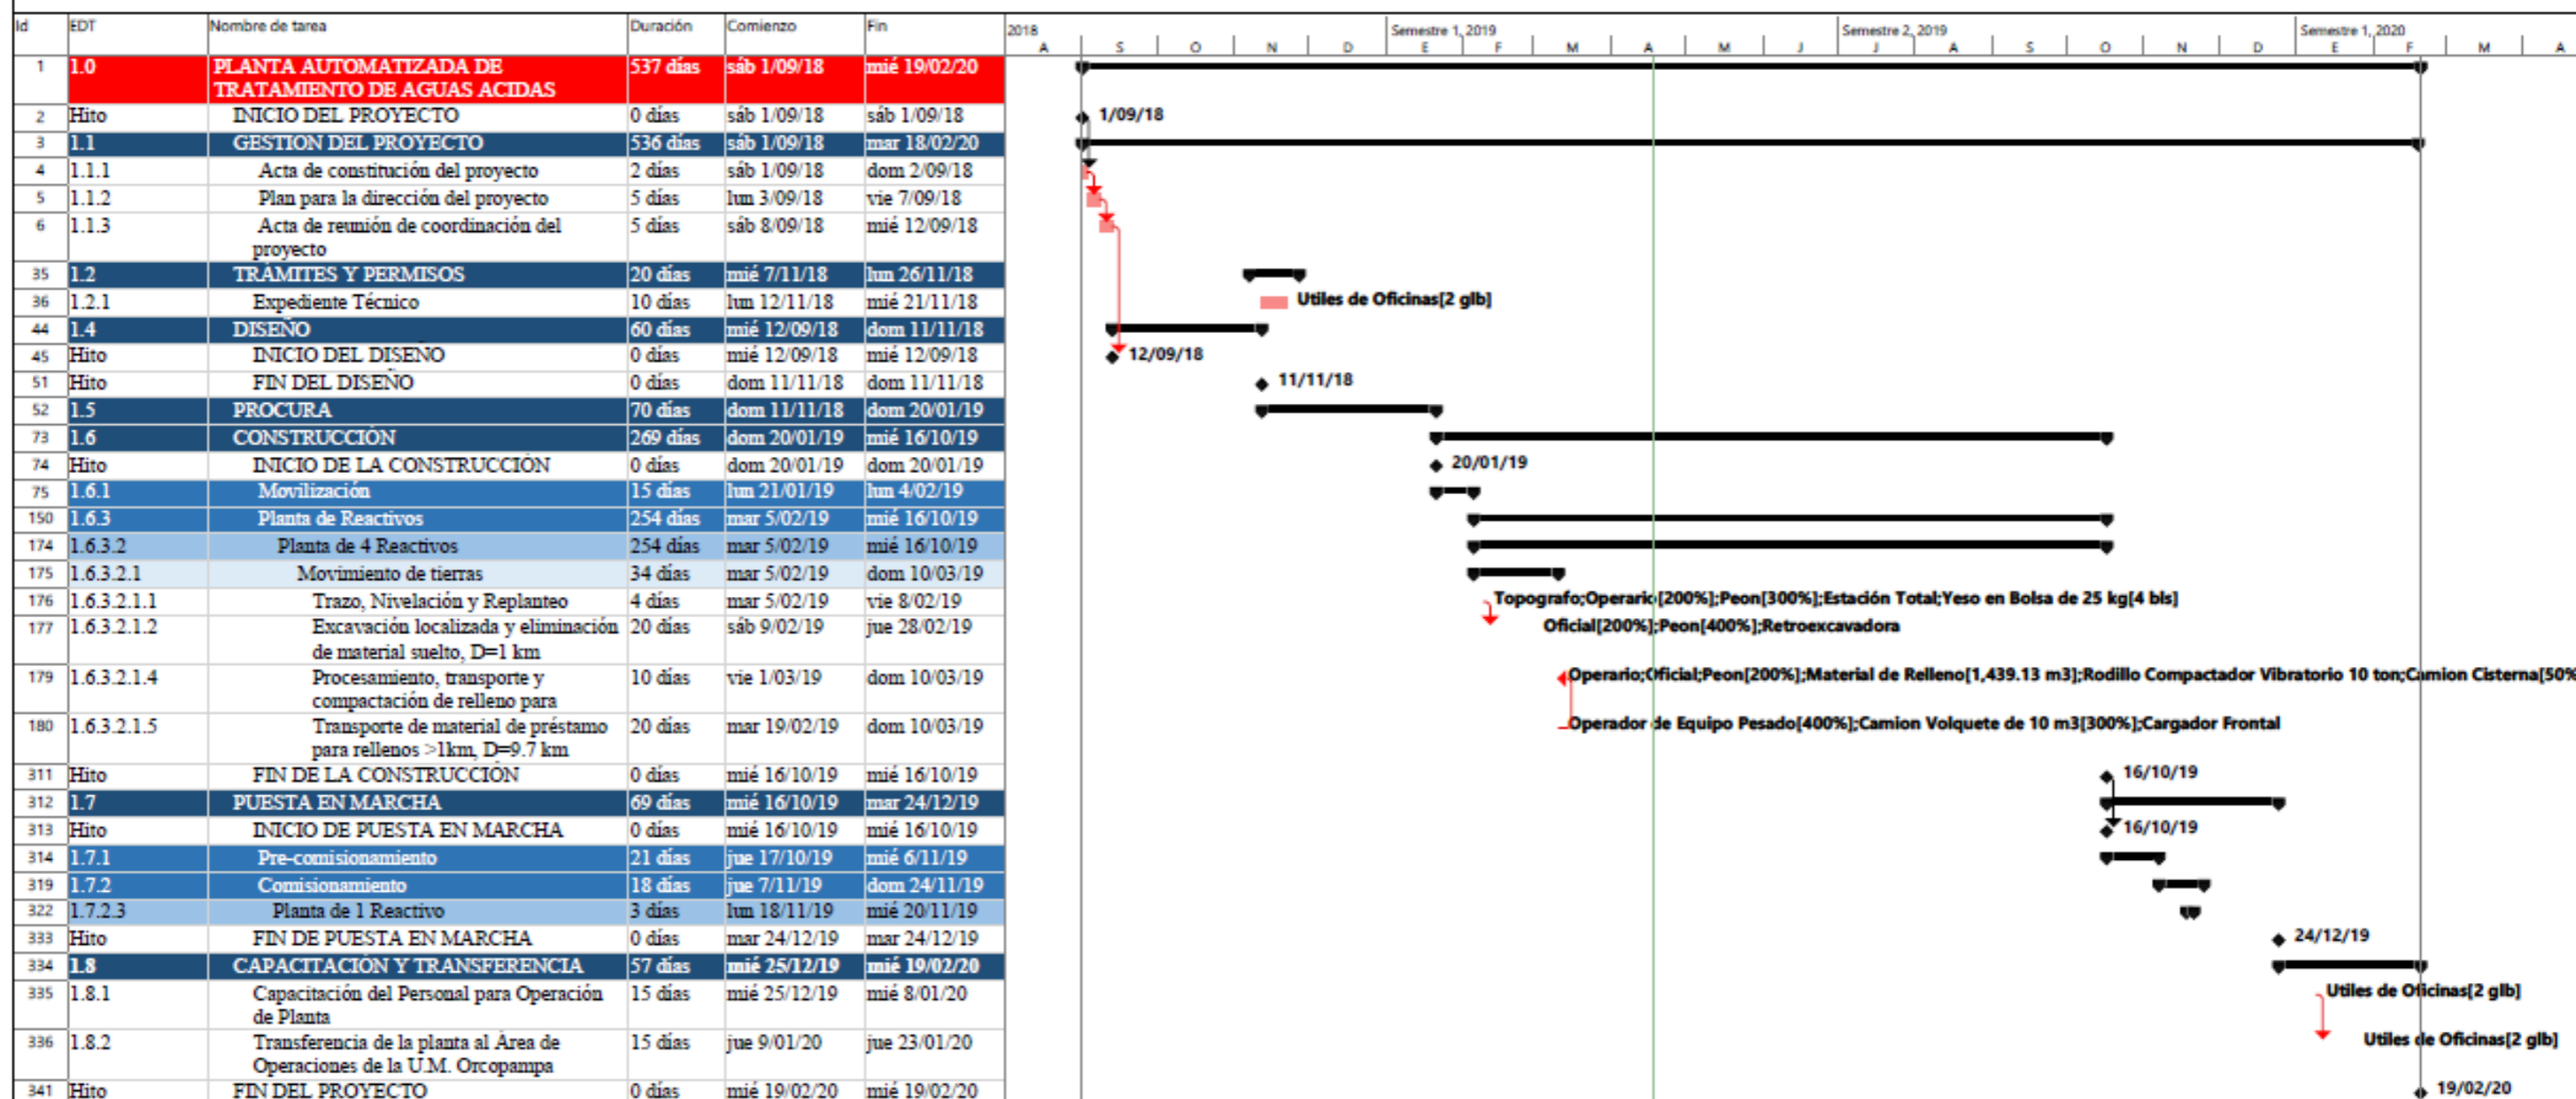 Id EDT Nombre de tarea Duración Comienzo Fin 2018 Semestre 1, 2019 Semestre 2, 2019 Semestre 1, 2020
A S O N D E F M A M J J A S O N D E F M A
1 1.0 PLANTA AUTOMATIZADA DE 537 días sáb 1/09/18 mié 19/02/20
TRATAMIENTO DE AGUAS ACIDAS
2 Hito INICIO DEL PROYECTO 0 días sáb 1/09/18 sáb 1/09/18 1/09/18
3 1.1 GESTION DEL PROYECTO 536 días sáb 1/09/18 mar 18/02/20
4 1.1.1 Acta de constitución del proyecto 2 días sáb 1/09/18 dom 2/09/18
5 1.1.2 Plan para la dirección del proyecto 5 días lun 3/09/18 vie 7/09/18
6 1.1.3 Acta de reunión de coordinación del 5 días sáb 8/09/18 mié 12/09/18
proyecto
35 1.2 TRÁMITES Y PERMISOS 20 días mié 7/11/18 lun 26/11/18
36 1.2.1 Expediente Técnico 10 días lun 12/11/18 mié 21/11/18 Utiles de Oficinas[2 glb]
44 1.4 DISEÑO 60 días mié 12/09/18 dom 11/11/18
45 Hito INICIO DEL DISEÑO 0 días mié 12/09/18 mié 12/09/18 12/09/18
51 Hito FIN DEL DISEÑO 0 días dom 11/11/18 dom 11/11/18 11/11/18
52 1.5 PROCURA 70 días dom 11/11/18 dom 20/01/19
73 1.6 CONSTRUCCIÓN 269 días dom 20/01/19 mié 16/10/19
74 Hito INICIO DE LA CONSTRUCCIÓN 0 días dom 20/01/19 dom 20/01/19 20/01/19
75 1.6.1 Movilización 15 días lun 21/01/19 lun 4/02/19
150 1.6.3 Planta de Reactivos 254 días mar 5/02/19 mié 16/10/19
174 1.6.3.2 Planta de 4 Reactivos 254 días mar 5/02/19 mié 16/10/19
175 1.6.3.2.1 Movimiento de tierras 34 días mar 5/02/19 dom 10/03/19
176 1.6.3.2.1.1 Trazo, Nivelación y Replanteo 4 días mar 5/02/19 vie 8/02/19 Topografo;Operario[200%];Peon[300%];Estación Total;Yeso en Bolsa de 25 kg[4 bls]
177 1.6.3.2.1.2 Excavación localizada y eliminación 20 días sáb 9/02/19 jue 28/02/19 Oficial[200%];Peon[400%];Retroexcavadora
de material suelto, D=1 km
179 1.6.3.2.1.4 Procesamiento, transporte y 10 días vie 1/03/19 dom 10/03/19 Operario;Oficial;Peon[200%];Material de Relleno[1,439.13 m3];Rodillo Compactador Vibratorio 10 ton;Camion Cisterna[50%
compactación de relleno para
180 1.6.3.2.1.5 Transporte de material de préstamo 20 días mar 19/02/19 dom 10/03/19 Operador de Equipo Pesado[400%];Camion Volquete de 10 m3[300%];Cargador Frontal
para rellenos >1km, D=9.7 km
311 Hito FIN DE LA CONSTRUCCIÓN 0 días mié 16/10/19 mié 16/10/19 16/10/19
312 1.7 PUESTA EN MARCHA 69 días mié 16/10/19 mar 24/12/19
313 Hito INICIO DE PUESTA EN MARCHA 0 días mié 16/10/19 mié 16/10/19 16/10/19
314 1.7.1 Pre-comisionamiento 21 días jue 17/10/19 mié 6/11/19
319 1.7.2 Comisionamiento 18 días jue 7/11/19 dom 24/11/19
322 1.7.2.3 Planta de 1 Reactivo 3 días lun 18/11/19 mié 20/11/19
333 Hito FIN DE PUESTA EN MARCHA 0 días mar 24/12/19 mar 24/12/19 24/12/19
334 1.8 CAPACITACIÓN Y TRANSFERENCIA 57 días mié 25/12/19 mié 19/02/20
335 1.8.1 Capacitación del Personal para Operación 15 días mié 25/12/19 mié 8/01/20 Utiles de Oficinas[2 glb]
de Planta
336 1.8.2 Transferencia de la planta al Área de 15 días jue 9/01/20 jue 23/01/20 Utiles de Oficinas[2 glb]
Operaciones de la U.M. Orcopampa
341 Hito FIN DEL PROYECTO 0 días mié 19/02/20 mié 19/02/20 19/02/20